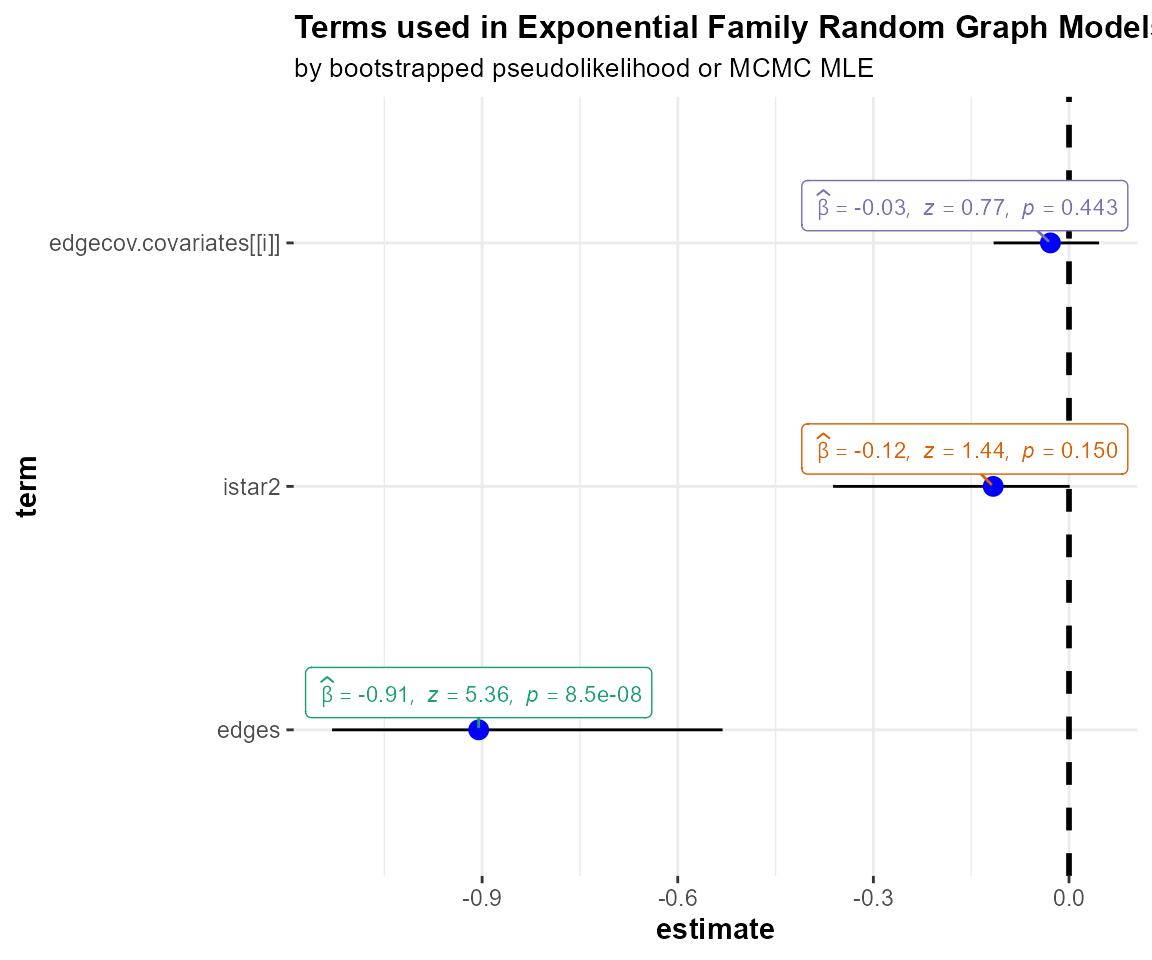 Terms used in Exponential Family Random Graph Models
by bootstrapped pseudolikelihood or MCMC MLE
term
edgecov.covariates[[i]]
β̂ = -0.03, z = 0.77, p = 0.443
istar2
β̂ = -0.12, z = 1.44, p = 0.150
edges
β̂ = -0.91, z = 5.36, p = 8.5e-08
-0.9 -0.6 -0.3 0.0
estimate